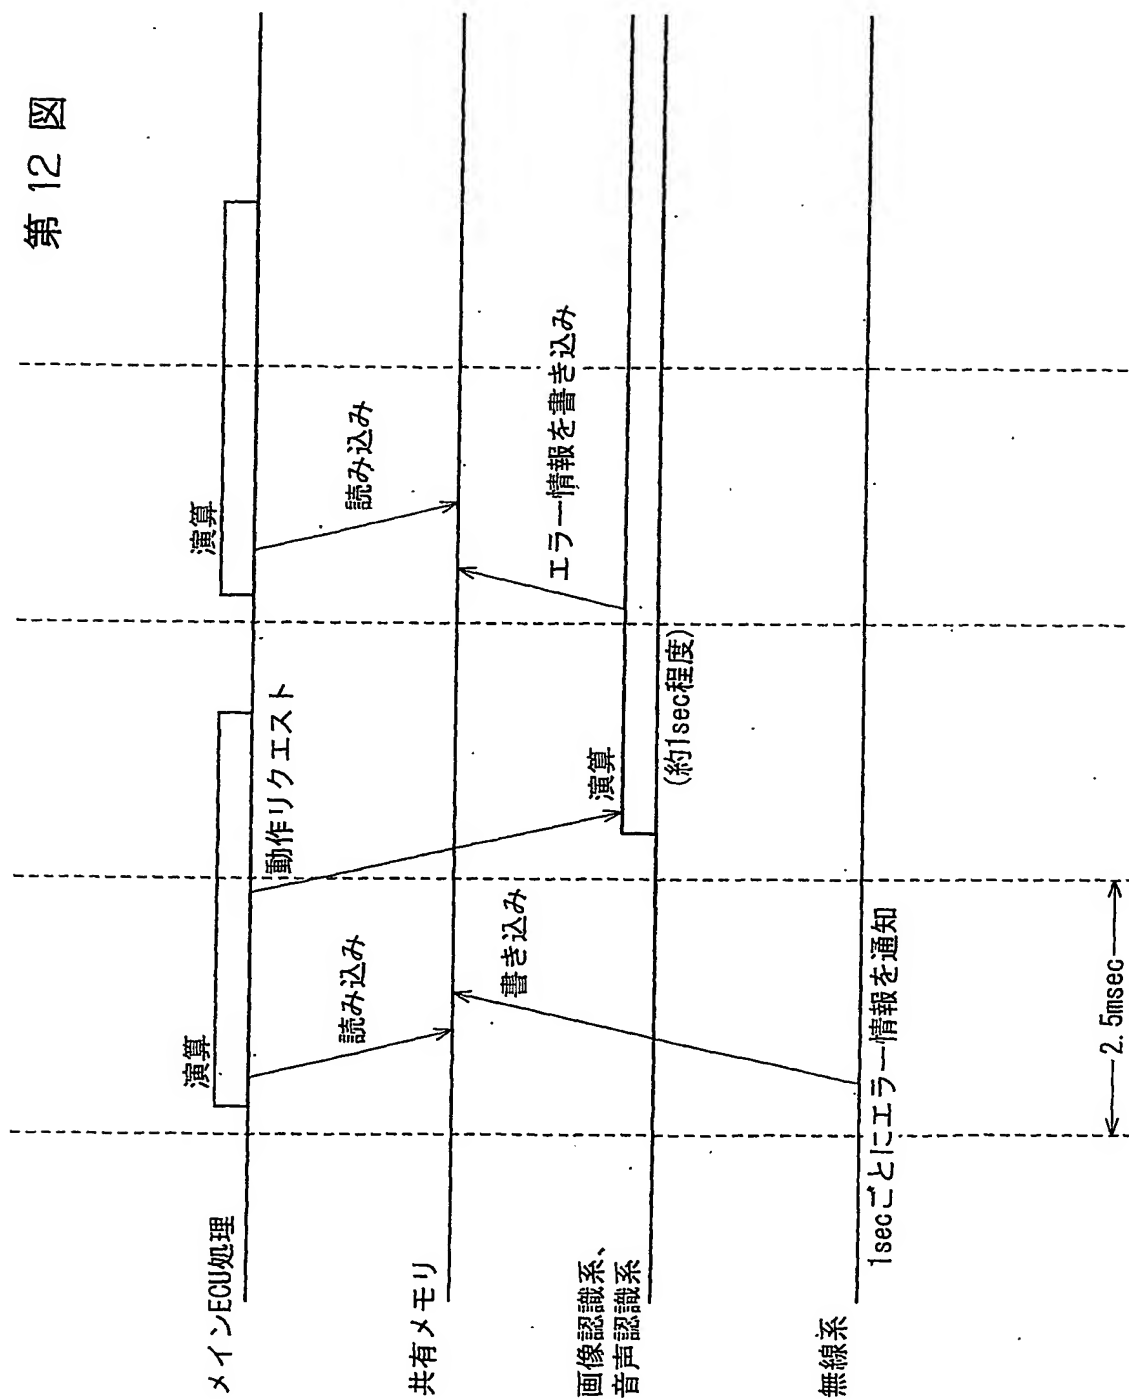 第 12 図
メインECU処理
演算
読み込み
動作リクエスト
演算
読み込み
共有メモリ
書き込み
エラー情報を書き込み
画像認識系、
音声認識系
演算
(約1sec程度)
無線系
1secごとにエラー情報を通知
2.5msec